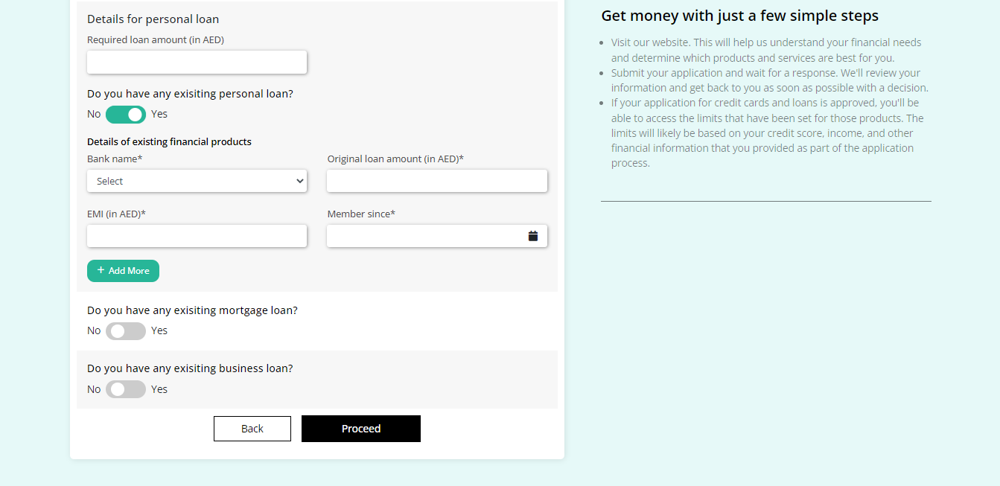 Details for personal loan
Required loan amount (in AED)
Do you have any exisiting personal loan?
No Yes
Details of existing financial products
Bank name* Original loan amount (in AED)*
Select
EMI (in AED)* Member since*
+ Add More
Do you have any exisiting mortgage loan?
No Yes
Do you have any exisiting business loan?
No Yes
Back Proceed
Get money with just a few simple steps
Visit our website. This will help us understand your financial needs
and determine which products and services are best for you.
Submit your application and wait for a response. We'll review your
information and get back to you as soon as possible with a decision.
If your application for credit cards and loans is approved, you'll be
able to access the limits that have been set for those products. The
limits will likely be based on your credit score, income, and other
financial information that you provided as part of the application
process.